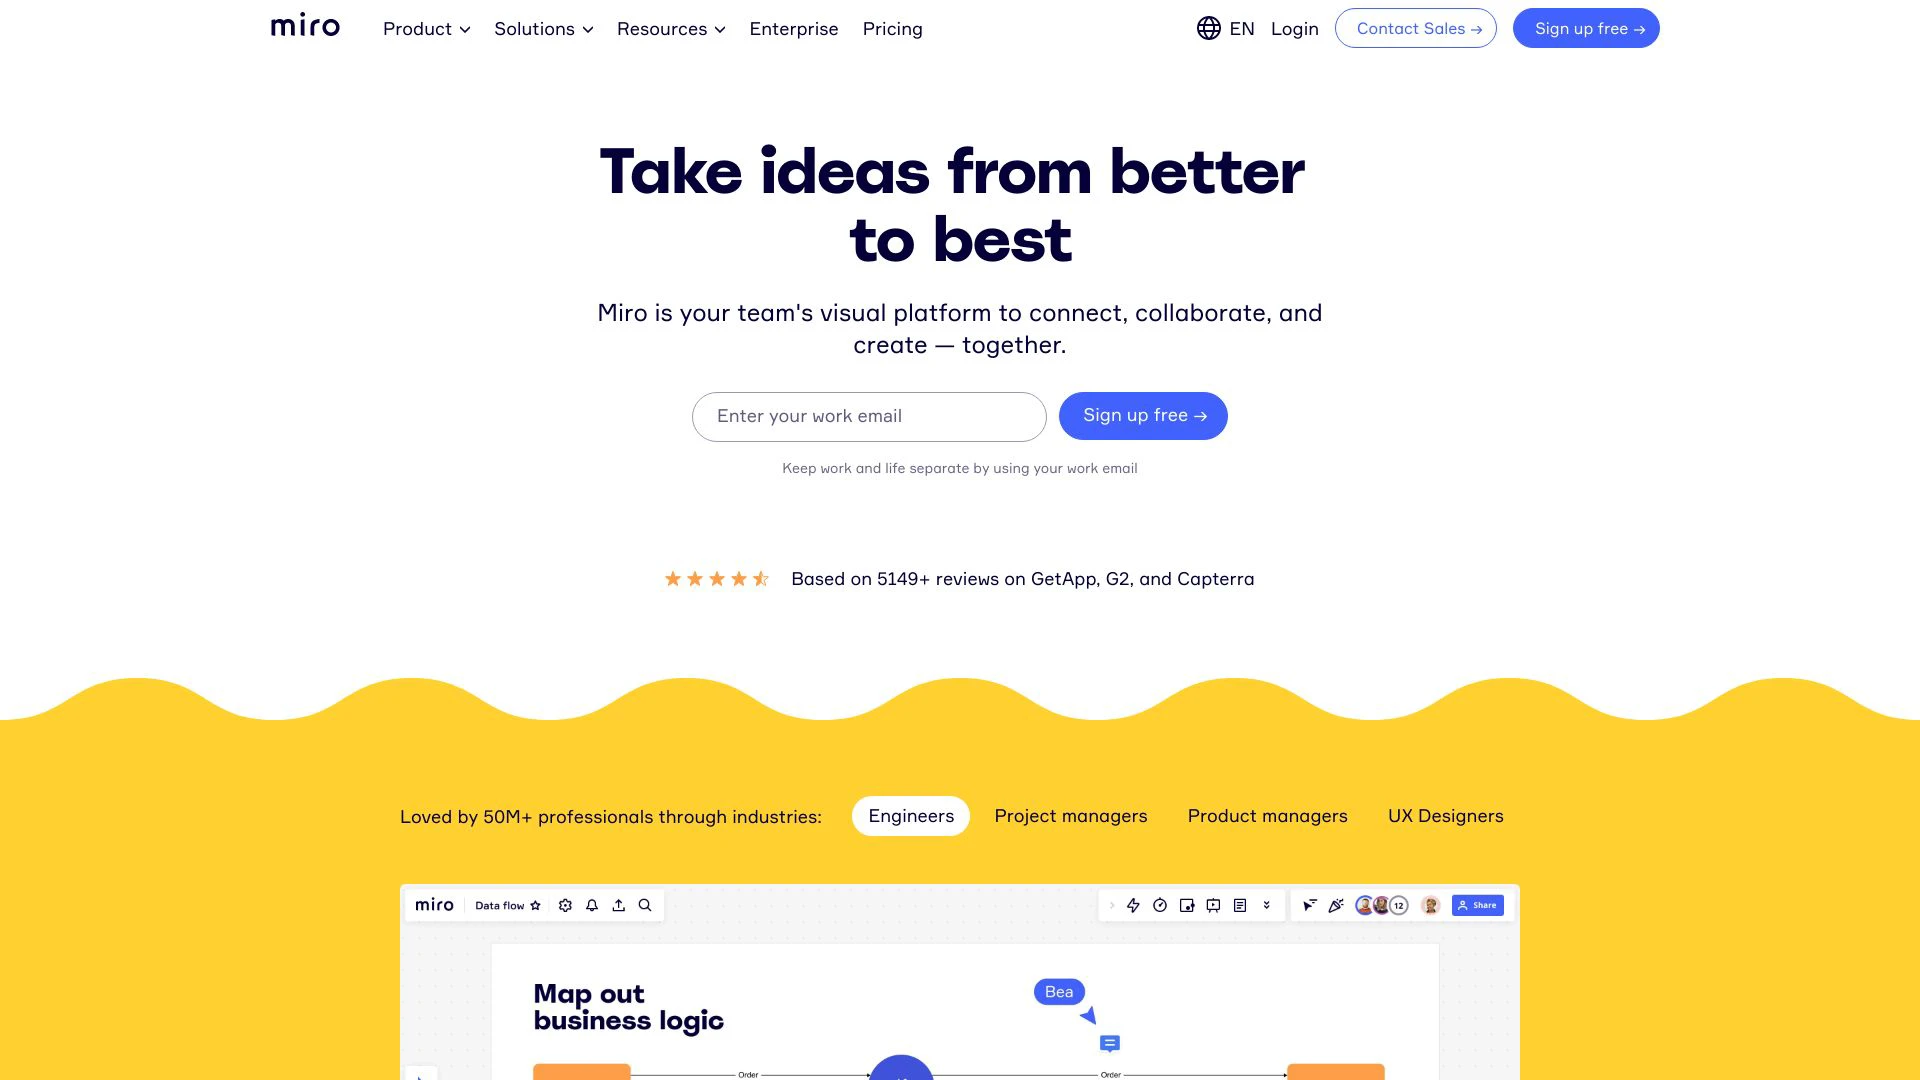 miro
Product
Solutions
Resources
Enterprise
Pricing
EN
Login
Contact Sales →
Sign up free →
Take ideas from better
to best
Miro is your team's visual platform to connect, collaborate, and
create — together.
Enter your work email
Sign up free →
Keep work and life separate by using your work email
Based on 5149+ reviews on GetApp, G2, and Capterra
Loved by 50M+ professionals through industries:
Engineers
Project managers
Product managers
UX Designers
miro
Data flow
12
Share
Map out
business logic
Bea
Order
Order